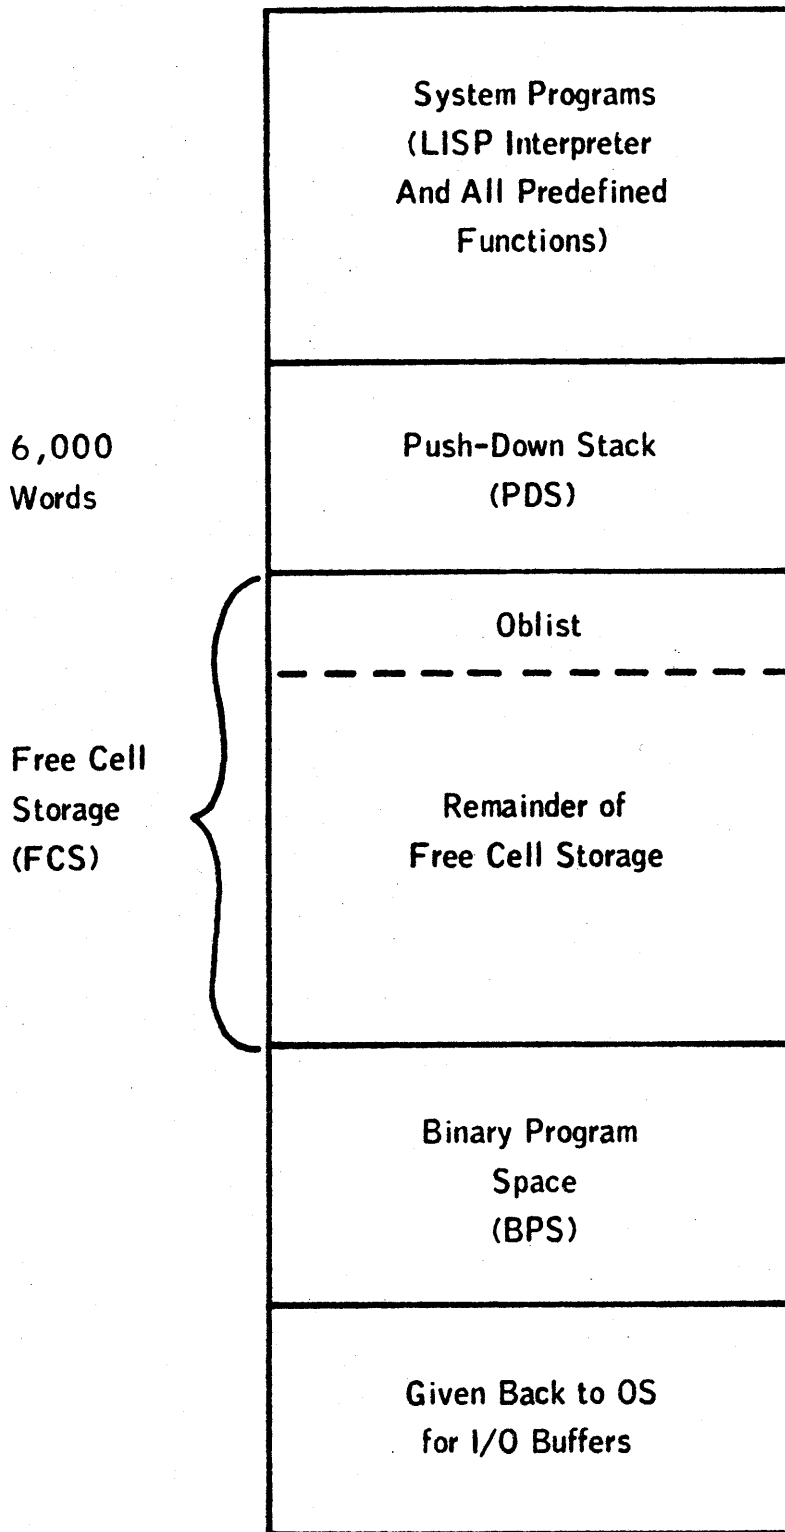 System Programs
(LISP Interpreter
And All Predefined
Functions)
6,000
Words
Push-Down Stack
(PDS)
Oblist
Free Cell
Storage
(FCS)
Remainder of
Free Cell Storage
Binary Program
Space
(BPS)
Given Back to OS
for I/O Buffers